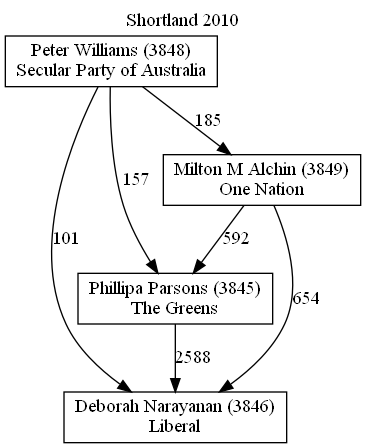 Shortland 2010
Peter Williams (3848)
Secular Party of Australia
185
Milton M Alchin (3849)
One Nation
157
101
592
Phillipa Parsons (3845)
The Greens
654
2588
Deborah Narayanan (3846)
Liberal